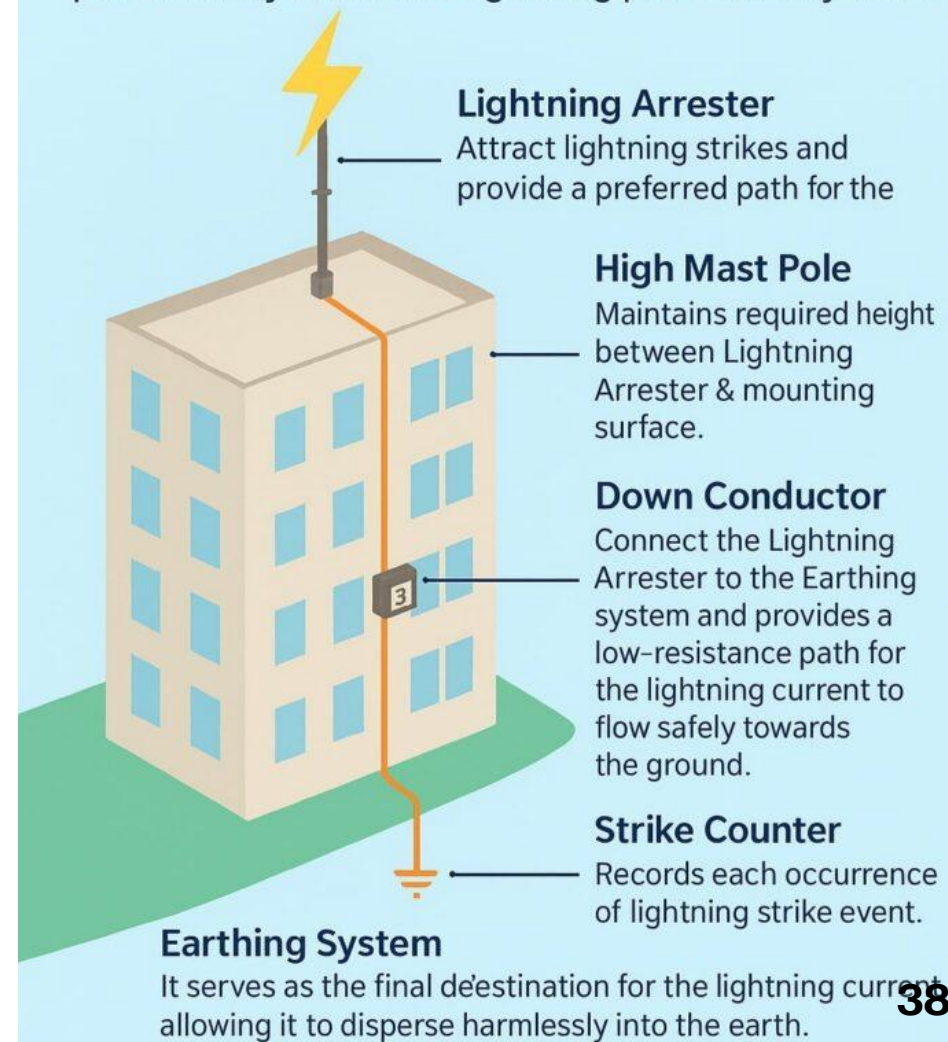 Lightning Arrester
Attract lightning strikes and
provide a preferred path for the
High Mast Pole
Maintains required height
between Lightning
Arrester & mounting
surface.
Down Conductor
Connect the Lightning
Arrester to the Earthing
system and provides a
low-resistance path for
the lightning current to
flow safely towards
the ground.
3
Strike Counter
Records each occurrence
of lightning strike event.
Earthing System
It serves as the final de'estination for the lightning current
allowing it to disperse harmlessly into the earth.
38